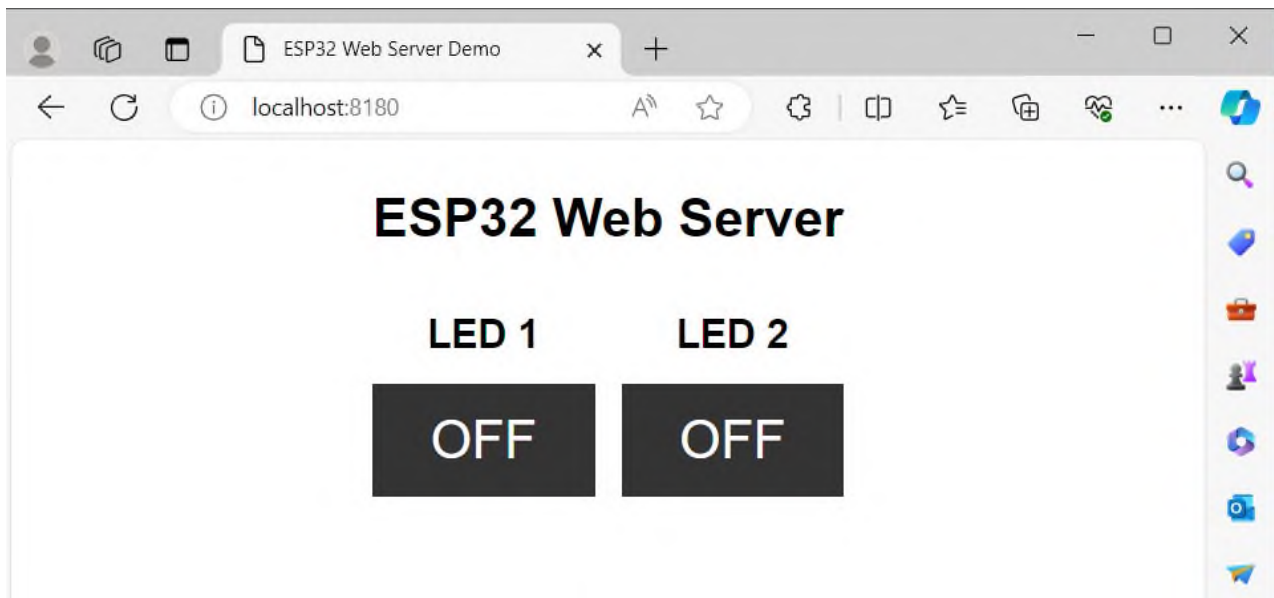 ESP32 Web Server Demo
localhost:8180
ESP32 Web Server
LED 1 LED 2
OFF OFF